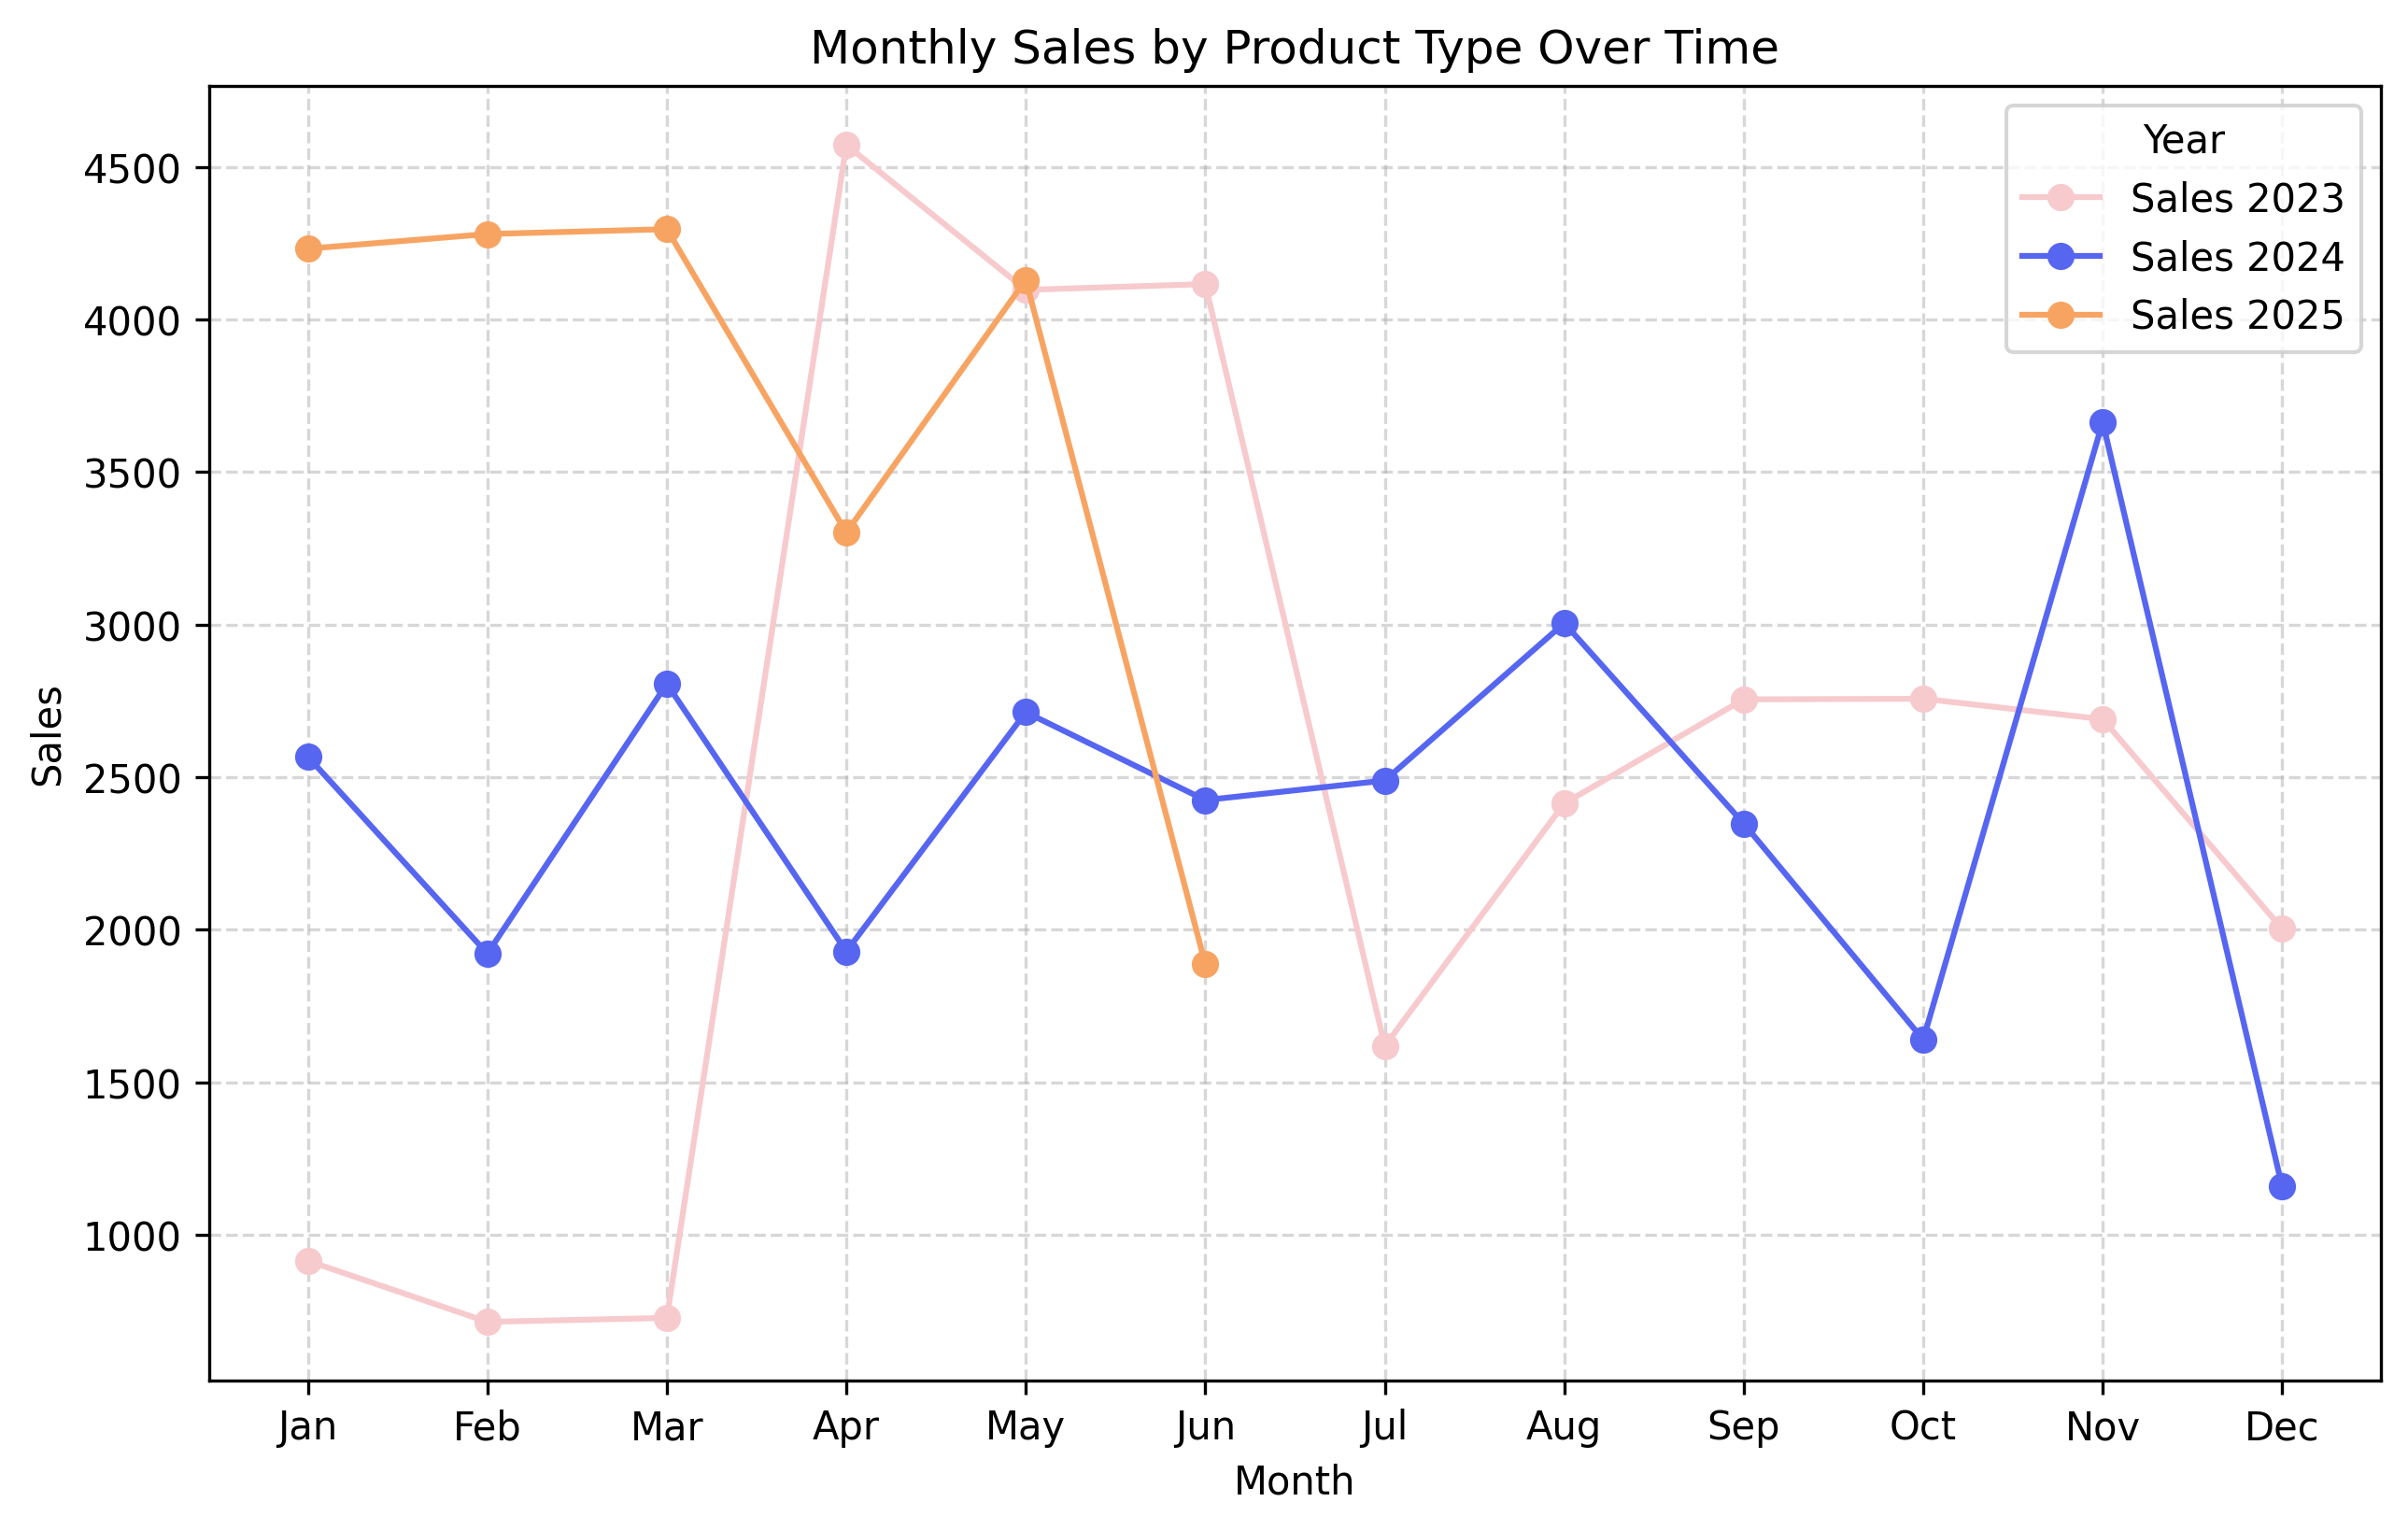 Monthly Sales by Product Type Over Time
Year
Sales 2023
Sales 2024
Sales 2025
4500
4000
3500
3000
2500
2000
1500
1000
Sales
Jan Feb Mar Apr May Jun Jul Aug Sep Oct Nov Dec
Month